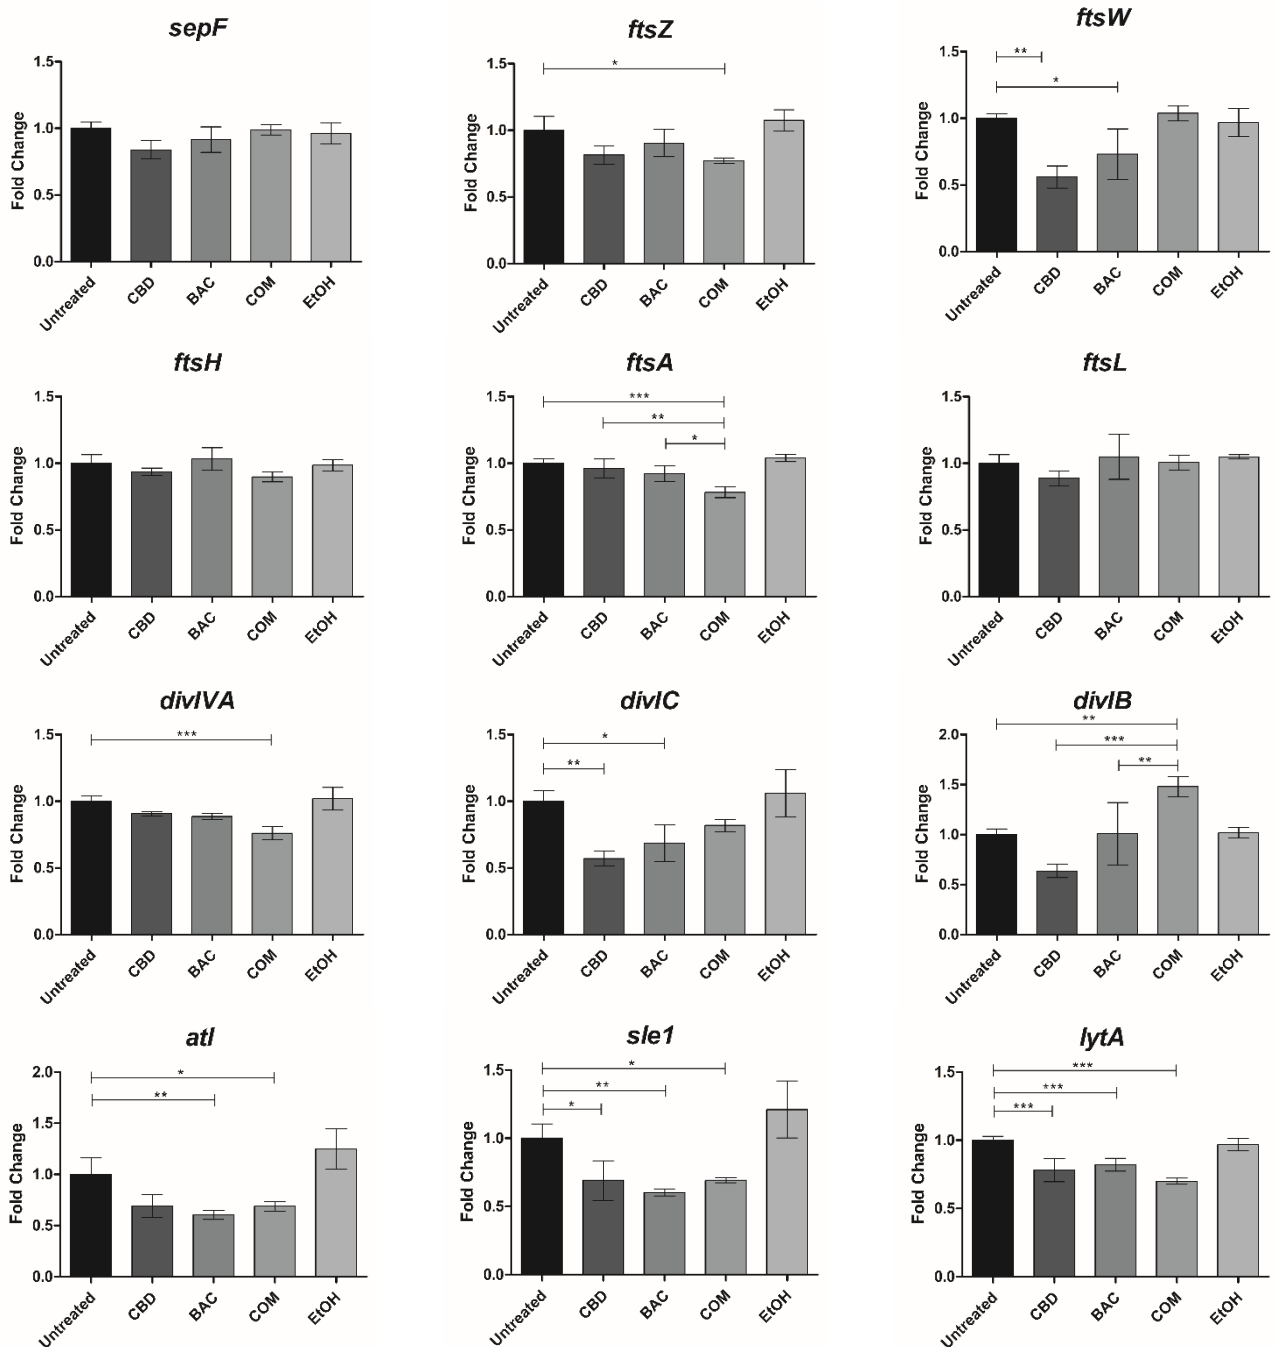 sepF
1.5
1.0
0.5
0.0
Fold Change
Untreated
CBD
BAC
COM
EtOH
ftsZ
*
1.5
1.0
0.5
0.0
Fold Change
Untreated
CBD
BAC
COM
EtOH
ftsW
**
*
1.5
1.0
0.5
0.0
Fold Change
Untreated
CBD
BAC
COM
EtOH
ftsH
1.5
1.0
0.5
0.0
Fold Change
Untreated
CBD
BAC
COM
EtOH
ftsA
***
**
*
1.5
1.0
0.5
0.0
Fold Change
Untreated
CBD
BAC
COM
EtOH
ftsL
1.5
1.0
0.5
0.0
Fold Change
Untreated
CBD
BAC
COM
EtOH
divIVA
***
1.5
1.0
0.5
0.0
Fold Change
Untreated
CBD
BAC
COM
EtOH
divIC
*
**
1.5
1.0
0.5
0.0
Fold Change
Untreated
CBD
BAC
COM
EtOH
divIB
**
***
**
2.0
1.5
1.0
0.5
0.0
Fold Change
Untreated
CBD
BAC
COM
EtOH
atl
*
**
2.0
1.5
1.0
0.5
0.0
Fold Change
Untreated
CBD
BAC
COM
EtOH
sle1
*
**
*
1.5
1.0
0.5
0.0
Fold Change
Untreated
CBD
BAC
COM
EtOH
lytA
***
***
***
1.5
1.0
0.5
0.0
Fold Change
Untreated
CBD
BAC
COM
EtOH